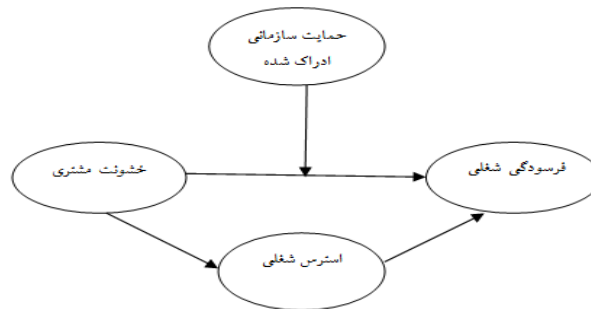 حمایت سازمانی
ادراک شده
خشونت مشتری
فرسودگی شغلی
استرس شغلی